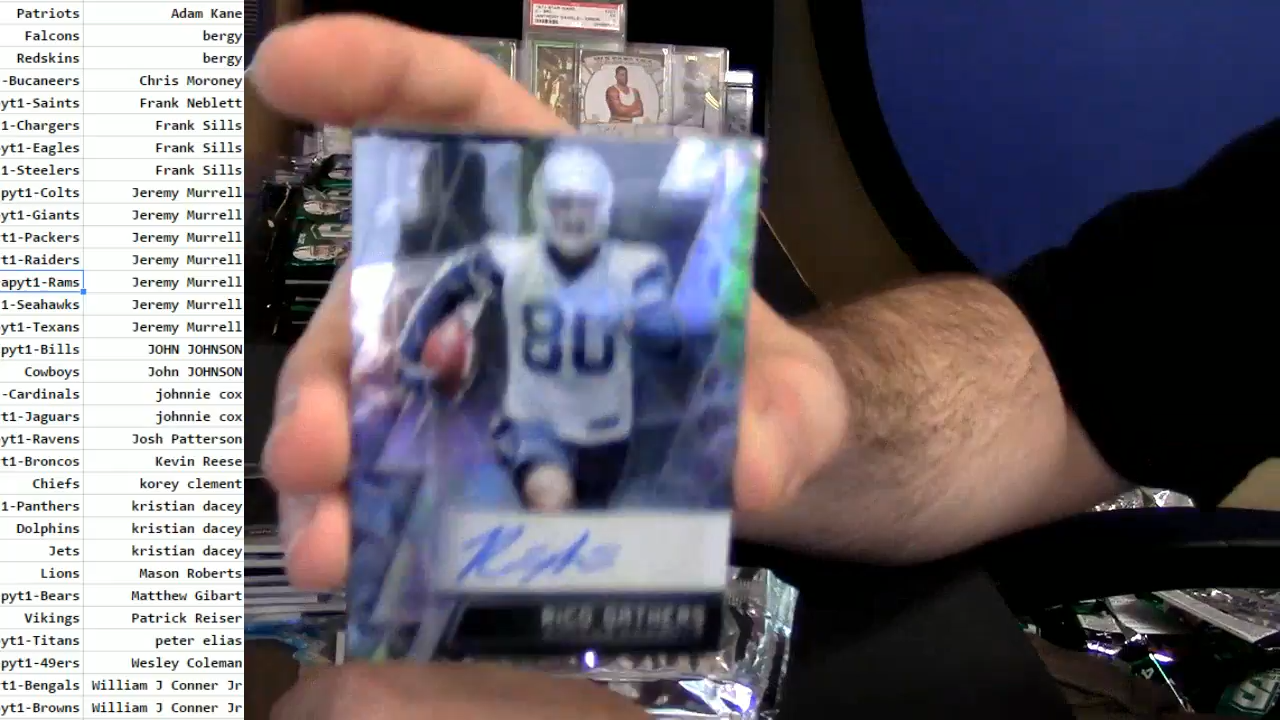 Patriots Adam Kane
Falcons bergy
Redskins bergy
-Bucaneers Chris Moroney
yt1-Saints Frank Neblett
1-Chargers Frank Sills
yt1-Eagles Frank Sills
1-Steelers Frank Sills
pyt1-Colts Jeremy Murrell
yt1-Giants Jeremy Murrell
t1-Packers Jeremy Murrell
t1-Raiders Jeremy Murrell
apyt1-Rams Jeremy Murrell
1-Seahawks Jeremy Murrell
yt1-Texans Jeremy Murrell
pyt1-Bills JOHN JOHNSON
Cowboys John JOHNSON
-Cardinals johnnie cox
t1-Jaguars johnnie cox
yt1-Ravens Josh Patterson
t1-Broncos Kevin Reese
Chiefs korey clement
1-Panthers kristian dacey
Dolphins kristian dacey
Jets kristian dacey
Lions Mason Roberts
pyt1-Bears Matthew Gibart
Vikings Patrick Reiser
yt1-Titans peter elias
pyt1-49ers Wesley Coleman
t1-Bengals William J Conner Jr
yt1-Browns William J Conner Jr
80
RICO GATHERS